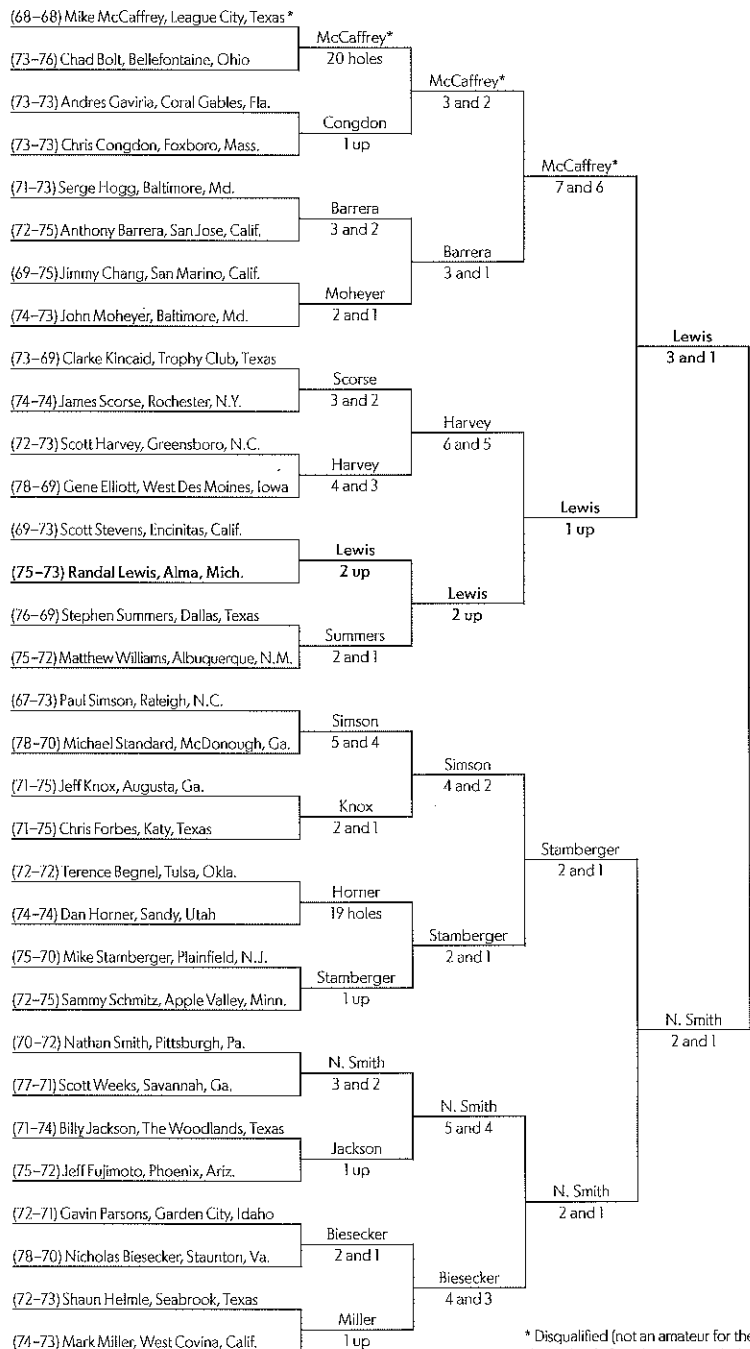 (68–68) Mike McCaffrey, League City, Texas *
McCaffrey*
20 holes
(73–76) Chad Bolt, Bellefontaine, Ohio
McCaffrey*
3 and 2
(73–73) Andres Gaviria, Coral Gables, Fla.
Congdon
1 up
(73–73) Chris Congdon, Foxboro, Mass.
McCaffrey*
7 and 6
(71–73) Serge Hogg, Baltimore, Md.
Barrera
3 and 2
(72–75) Anthony Barrera, San Jose, Calif.
Barrera
3 and 1
(69–75) Jimmy Chang, San Marino, Calif.
Moheyer
2 and 1
(74–73) John Moheyer, Baltimore, Md.
Lewis
3 and 1
(73–69) Clarke Kincaid, Trophy Club, Texas
Scorse
3 and 2
(74–74) James Scorse, Rochester, N.Y.
Harvey
6 and 5
(72–73) Scott Harvey, Greensboro, N.C.
Harvey
4 and 3
(78–69) Gene Elliott, West Des Moines, Iowa
Lewis
1 up
(69–73) Scott Stevens, Encinitas, Calif.
Lewis
2 up
(75–73) Randal Lewis, Alma, Mich.
Lewis
2 up
(76–69) Stephen Summers, Dallas, Texas
Summers
2 and 1
(75–72) Matthew Williams, Albuquerque, N.M.
(67–73) Paul Simson, Raleigh, N.C.
Simson
5 and 4
(78–70) Michael Standard, McDonough, Ga.
Simson
4 and 2
(71–75) Jeff Knox, Augusta, Ga.
Knox
2 and 1
(71–75) Chris Forbes, Katy, Texas
Stamberger
2 and 1
(72–72) Terence Begnel, Tulsa, Okla.
Horner
19 holes
(74–74) Dan Horner, Sandy, Utah
Stamberger
2 and 1
(75–70) Mike Stamberger, Plainfield, N.J.
Stamberger
1 up
(72–75) Sammy Schmitz, Apple Valley, Minn.
N. Smith
2 and 1
(70–72) Nathan Smith, Pittsburgh, Pa.
N. Smith
3 and 2
(77–71) Scott Weeks, Savannah, Ga.
N. Smith
5 and 4
(71–74) Billy Jackson, The Woodlands, Texas
Jackson
1 up
(75–72) Jeff Fujimoto, Phoenix, Ariz.
N. Smith
2 and 1
(72–71) Gavin Parsons, Garden City, Idaho
Biesecker
2 and 1
(78–70) Nicholas Biesecker, Staunton, Va.
Biesecker
4 and 3
(72–73) Shaun Helmle, Seabrook, Texas
Miller
1 up
(74–73) Mark Miller, West Covina, Calif.
* Disqualified (not an amateur for the